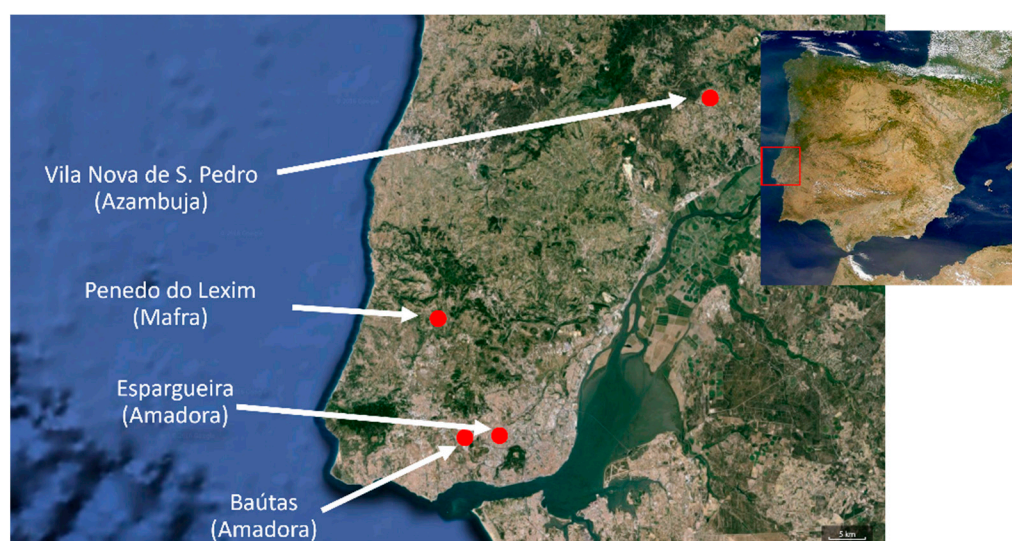 Vila Nova de S. Pedro
(Azambuja)
Penedo do Lexim
(Mafra)
Espargueira
(Amadora)
Baútas
(Amadora)
5 km